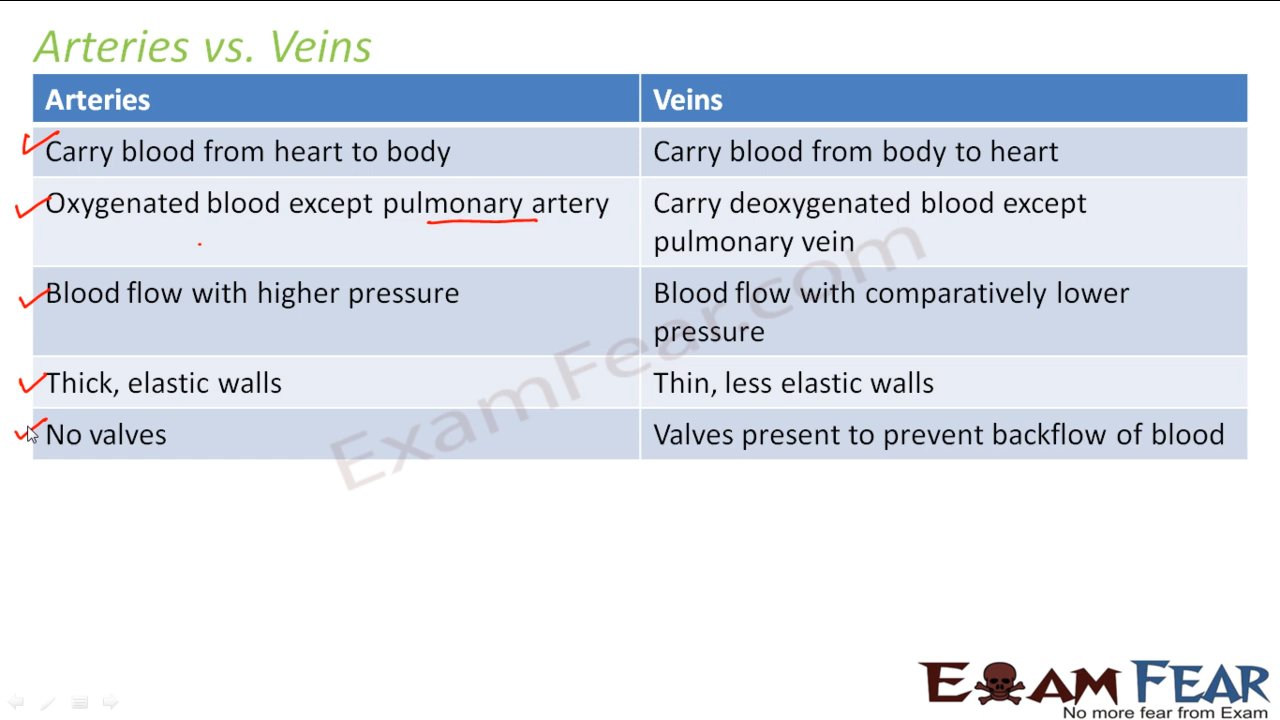 Arteries vs. Veins
Arteries
Veins
Carry blood from heart to body
Carry blood from body to heart
Oxygenated blood except pulmonary artery
Carry deoxygenated blood except
pulmonary vein
Blood flow with higher pressure
Blood flow with comparatively lower
pressure
Thick, elastic walls
Thin, less elastic walls
No valves
Valves present to prevent backflow of blood
ExamFear.com
EXAM FEAR
No more fear from Exam